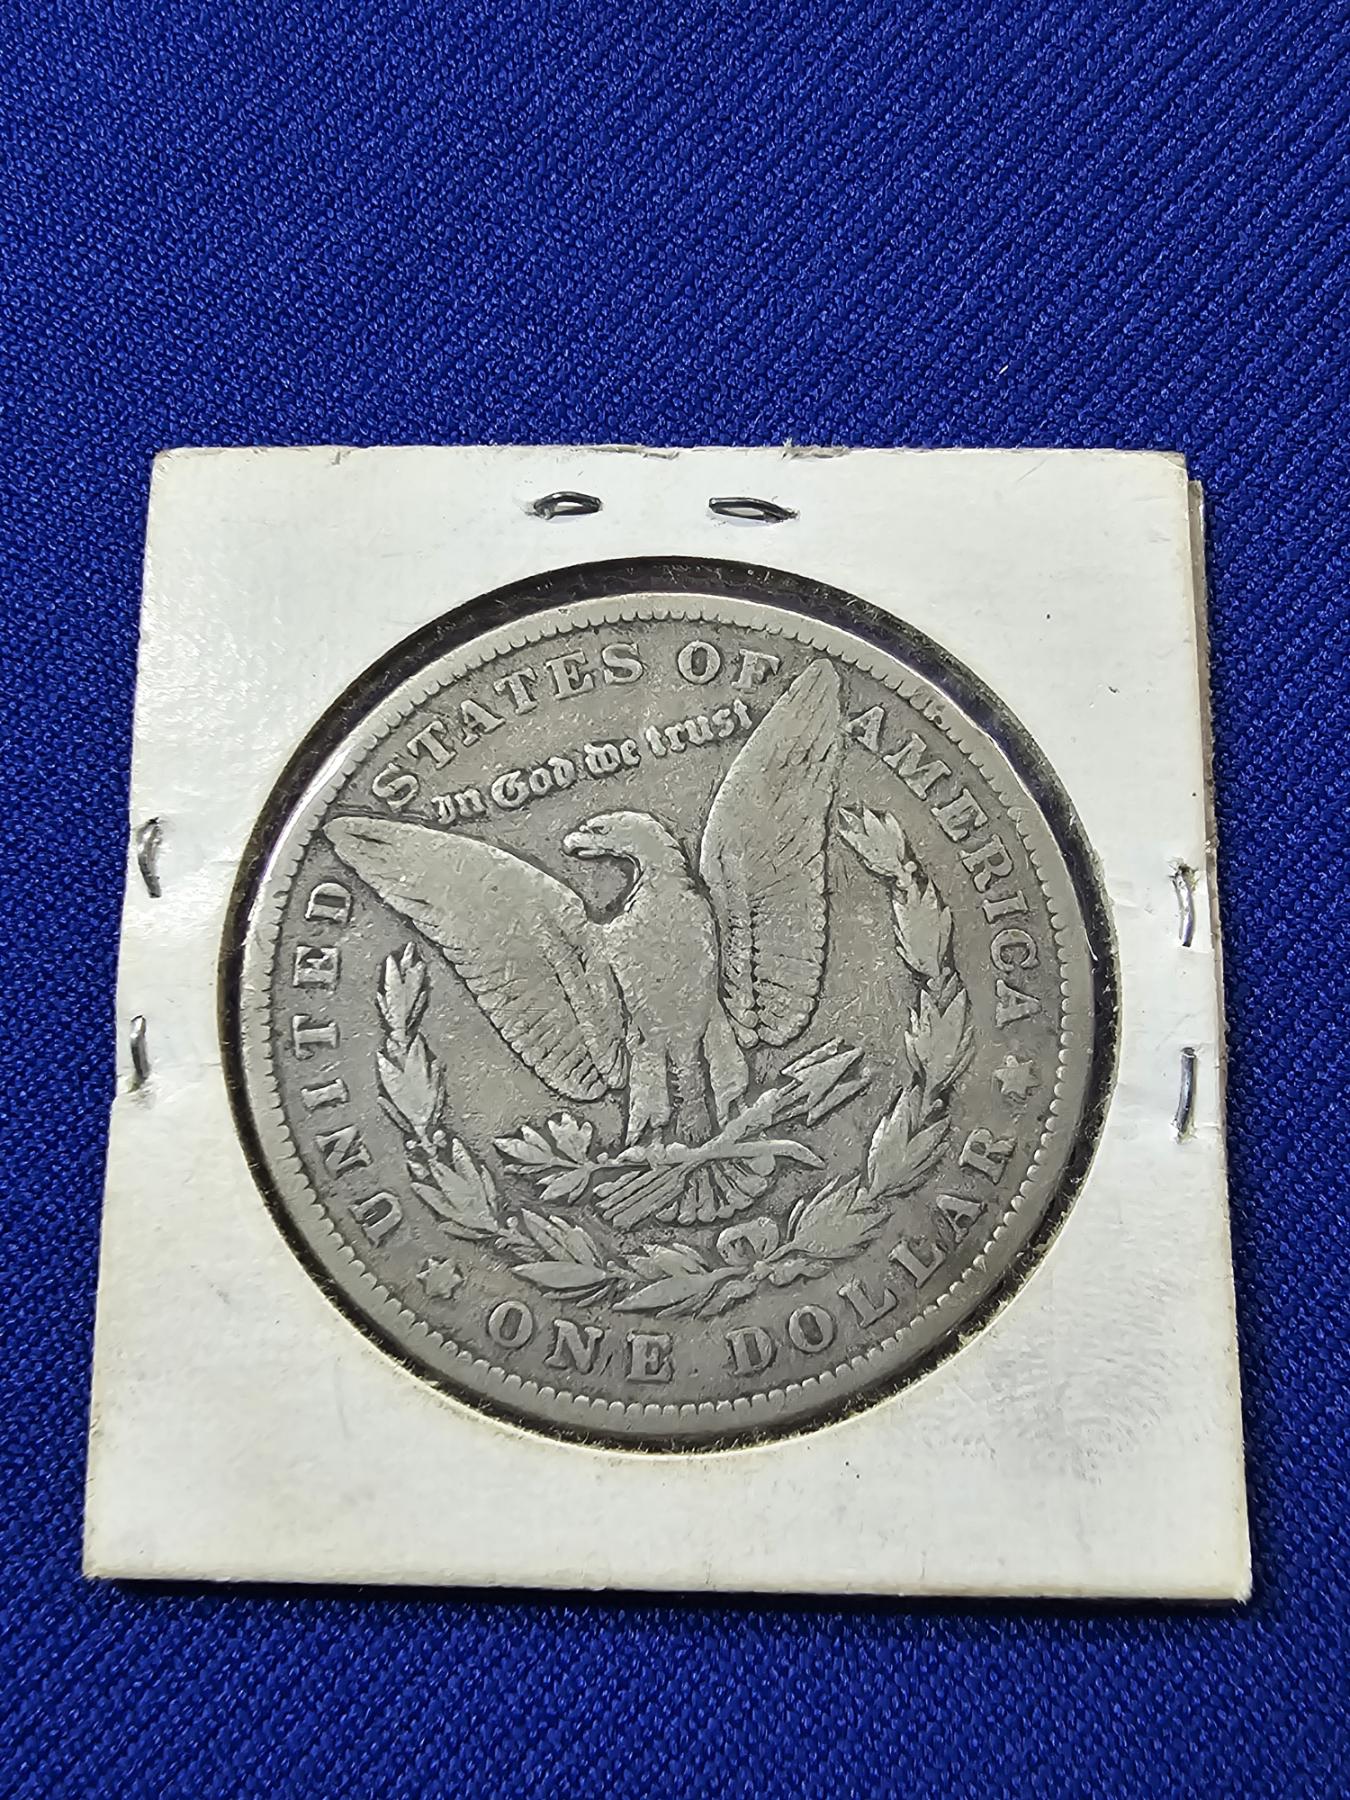 UNITED STATES OF AMERICA
In God we trust
ONE DOLLAR